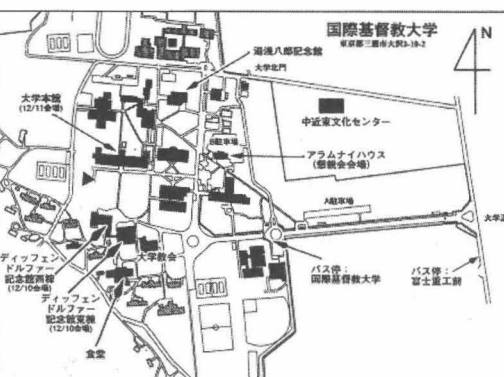 国際基督教大学
東京都三鷹市大沢3-10-2
N
湯浅八郎記念館
大学北門
大学本館
(12/11会場)
中近東文化センター
B駐車場
アラムナイハウス
(懇親会会場)
A駐車場
大学正
ディッフェン
ドルファー
記念館西棟
(12/10会場)
大学教会
バス停:
国際基督教大学
バス停:
富士重工前
ディッフェン
ドルファー
記念館東棟
(12/10会場)
食堂